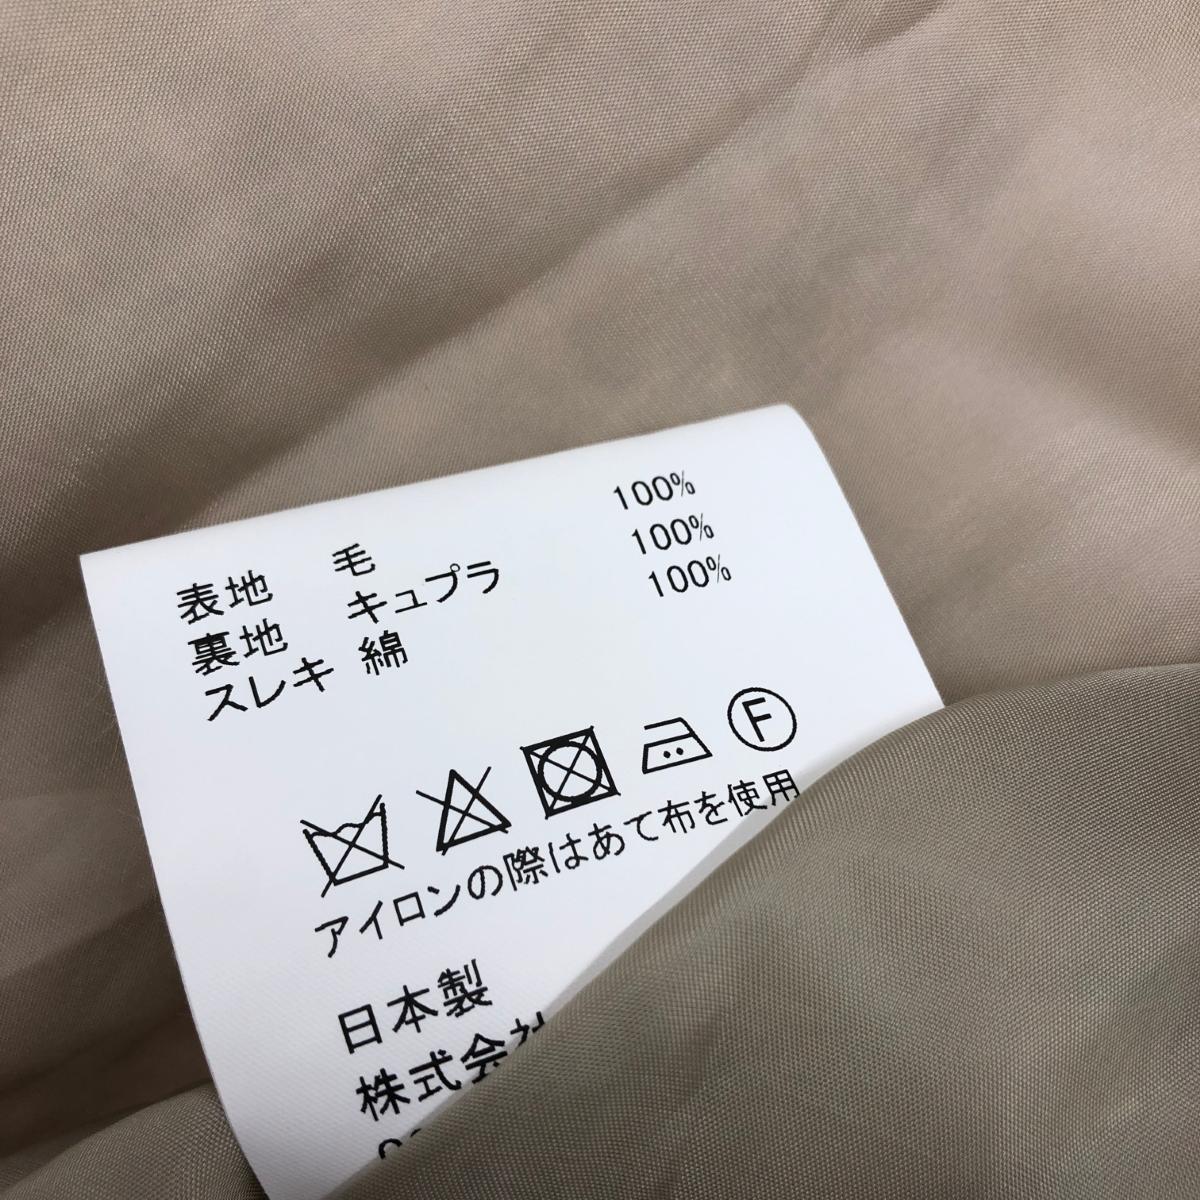 表地 毛 100%
裏地 キュプラ 100%
スレキ 綿 100%
F
アイロンの際はあて布を使用
日本製
株式会社